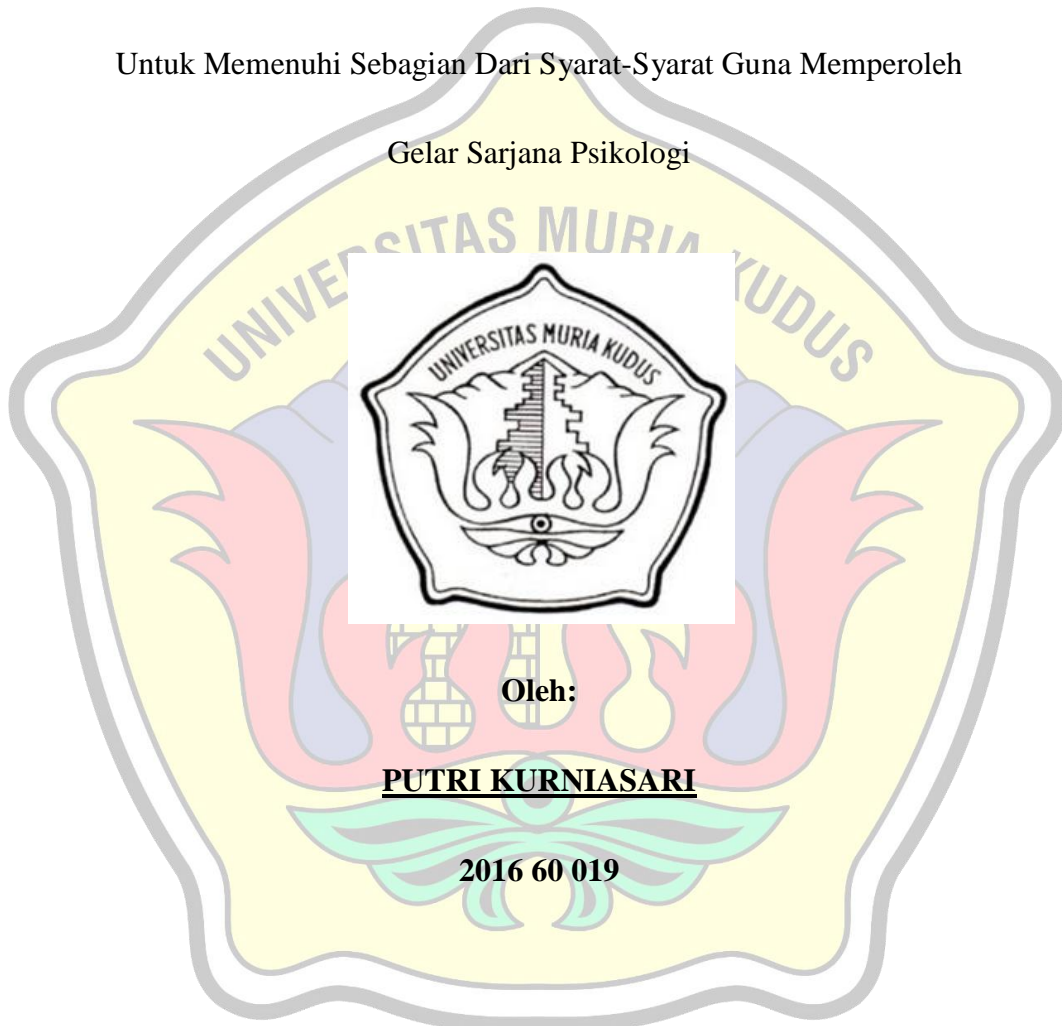 Untuk Memenuhi Sebagian Dari Syarat-Syarat Guna Memperoleh
Gelar Sarjana Psikologi
UNIVERSITAS MURIA KUDUS
UNIVERSITAS MURIA KUDUS
Oleh:
PUTRI KURNIASARI
2016 60 019